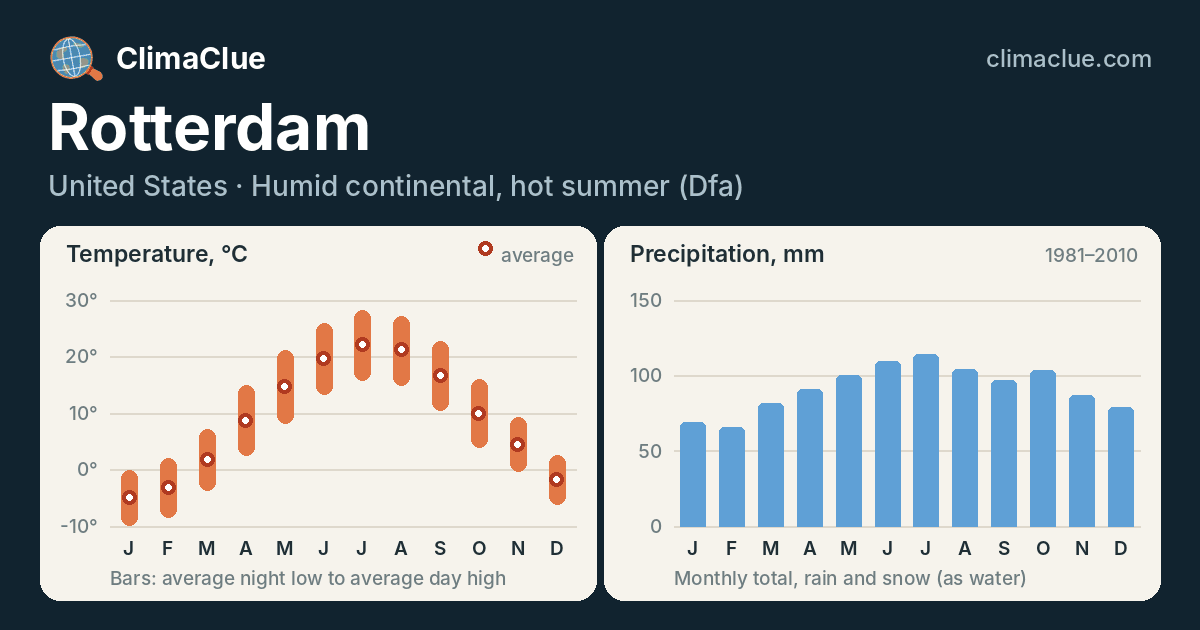 ClimaClue
climaclue.com
Rotterdam
United States · Humid continental, hot summer (Dfa)
Temperature, °C
average
30°
20°
10°
0°
-10°
J F M A M J J A S O N D
Bars: average night low to average day high
Precipitation, mm
1981–2010
150
100
50
0
J F M A M J J A S O N D
Monthly total, rain and snow (as water)